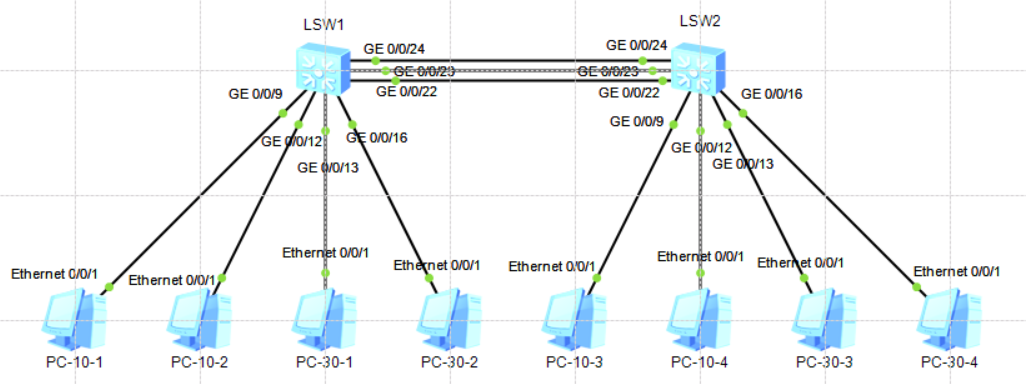 LSW1
LSW2
GE 0/0/24
GE 0/0/24
GE 0/0/23
GE 0/0/23
GE 0/0/22
GE 0/0/22
GE 0/0/9
GE 0/0/12
GE 0/0/13
GE 0/0/16
GE 0/0/9
GE 0/0/12
GE 0/0/13
GE 0/0/16
Ethernet 0/0/1
Ethernet 0/0/1
Ethernet 0/0/1
Ethernet 0/0/1
Ethernet 0/0/1
Ethernet 0/0/1
Ethernet 0/0/1
Ethernet 0/0/1
PC-10-1
PC-10-2
PC-30-1
PC-30-2
PC-10-3
PC-10-4
PC-30-3
PC-30-4